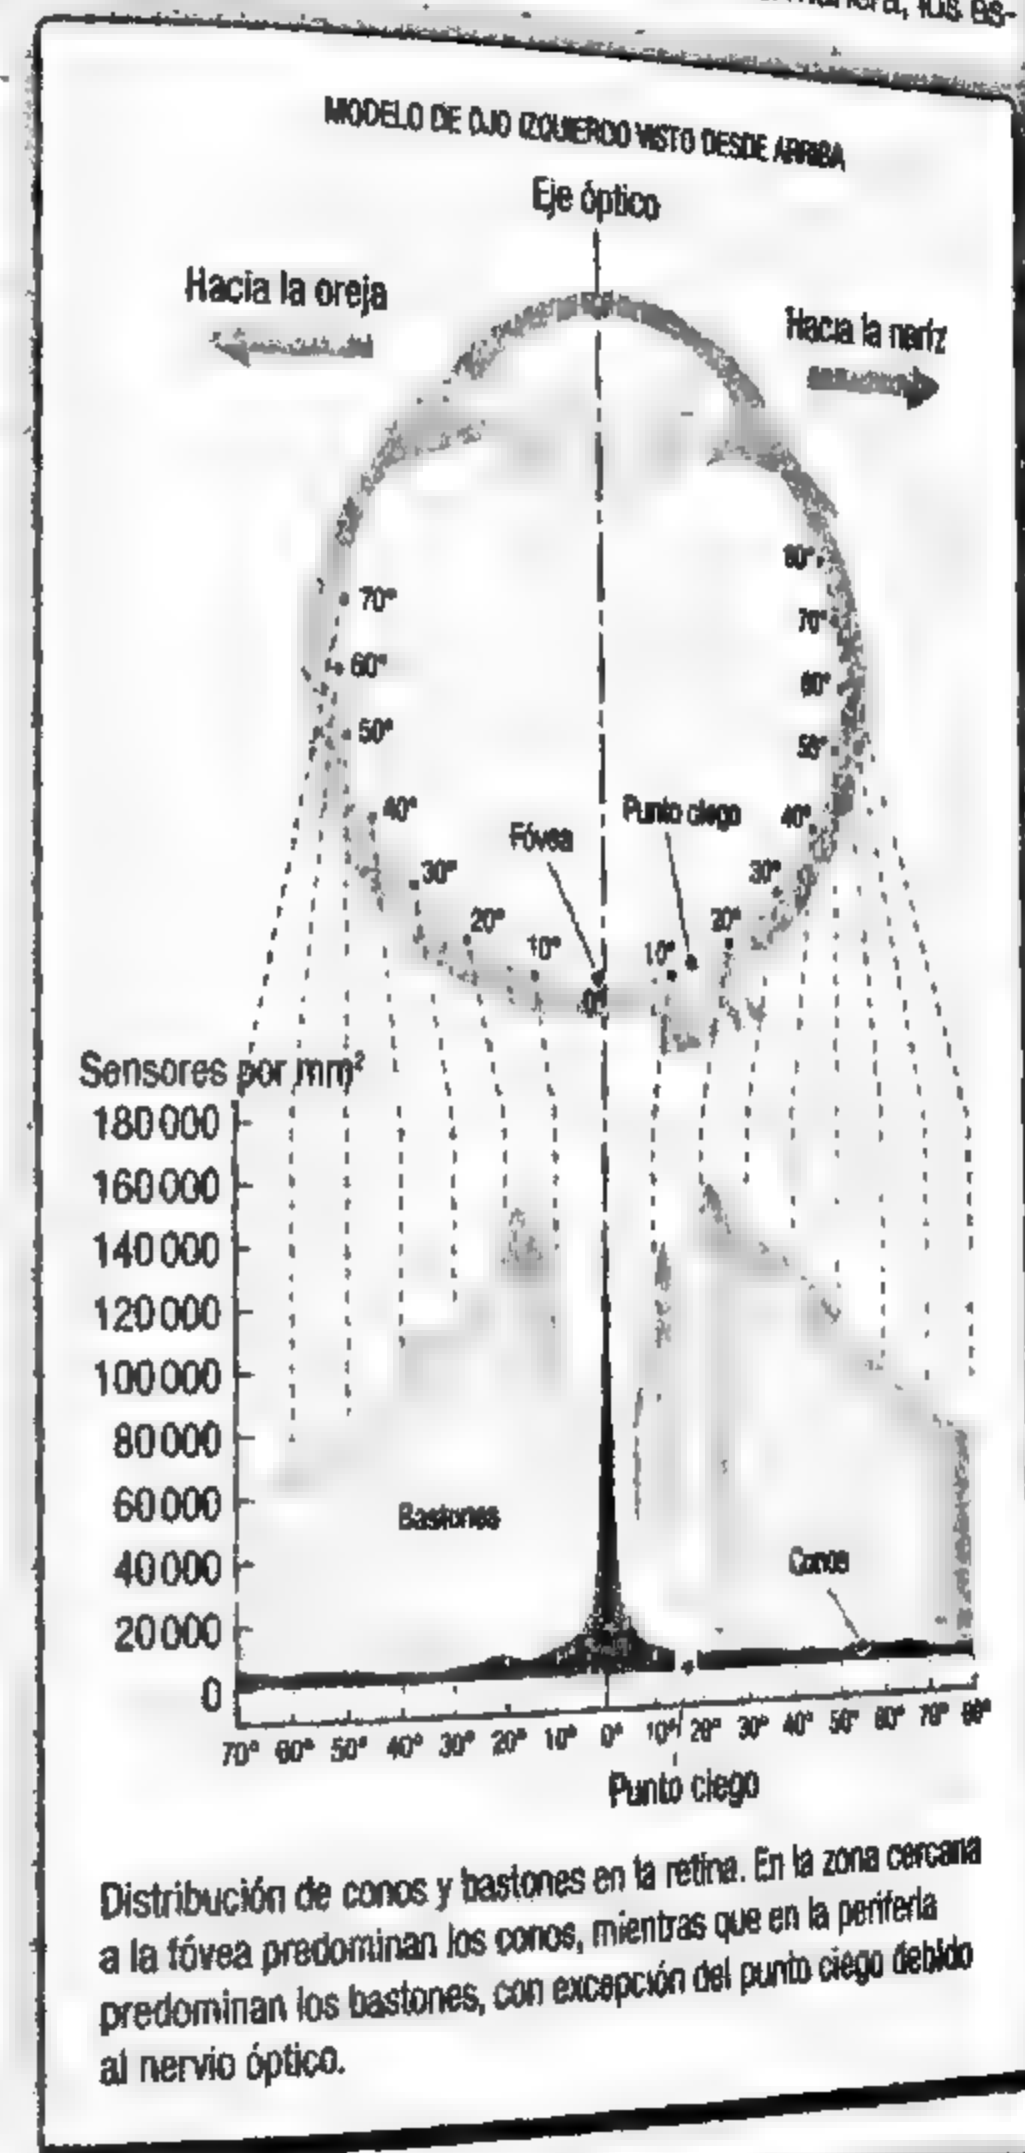 los es-
MODELO DE OJO IZQUIERDO VISTO DESDE ARRIBA
Eje óptico
Hacia la oreja
Hacia la nariz
80°
70° 70°
60° 60°
50° 50°
40° Fóvea Punto ciego 40°
30° 30°
20° 20°
10° 10°
0°
Sensores por mm²
180 000
160 000
140 000
120 000
100 000
80 000
60 000
Bastones
40 000
Conos
20 000
0
70° 60° 50° 40° 30° 20° 10° 0° 10° 20° 30° 40° 50° 60° 70° 80°
Punto ciego
Distribución de conos y bastones en la retina. En la zona cercana
a la fóvea predominan los conos, mientras que en la periferia
predominan los bastones, con excepción del punto ciego debido
al nervio óptico.